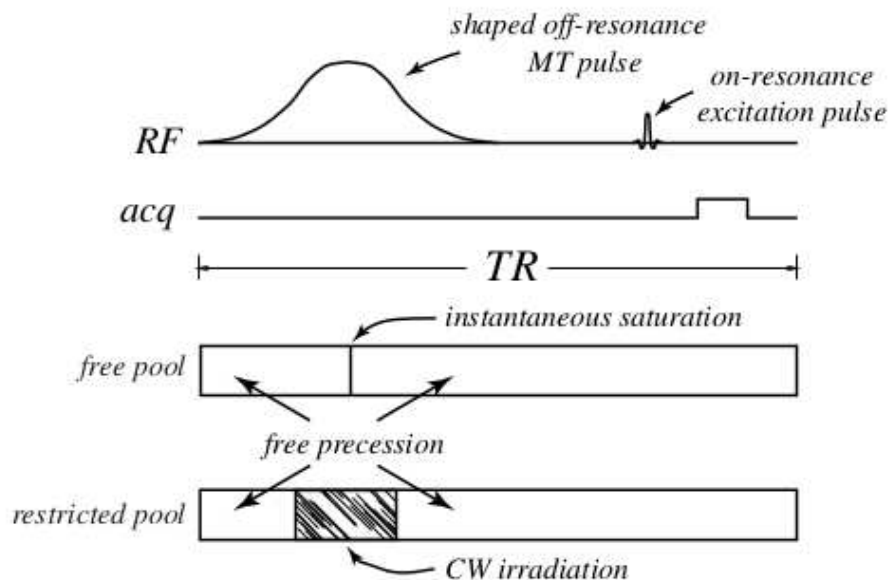 shaped off-resonance
MT pulse
on-resonance
excitation pulse
RF
acq
TR
instantaneous saturation
free pool
free precession
restricted pool
CW irradiation